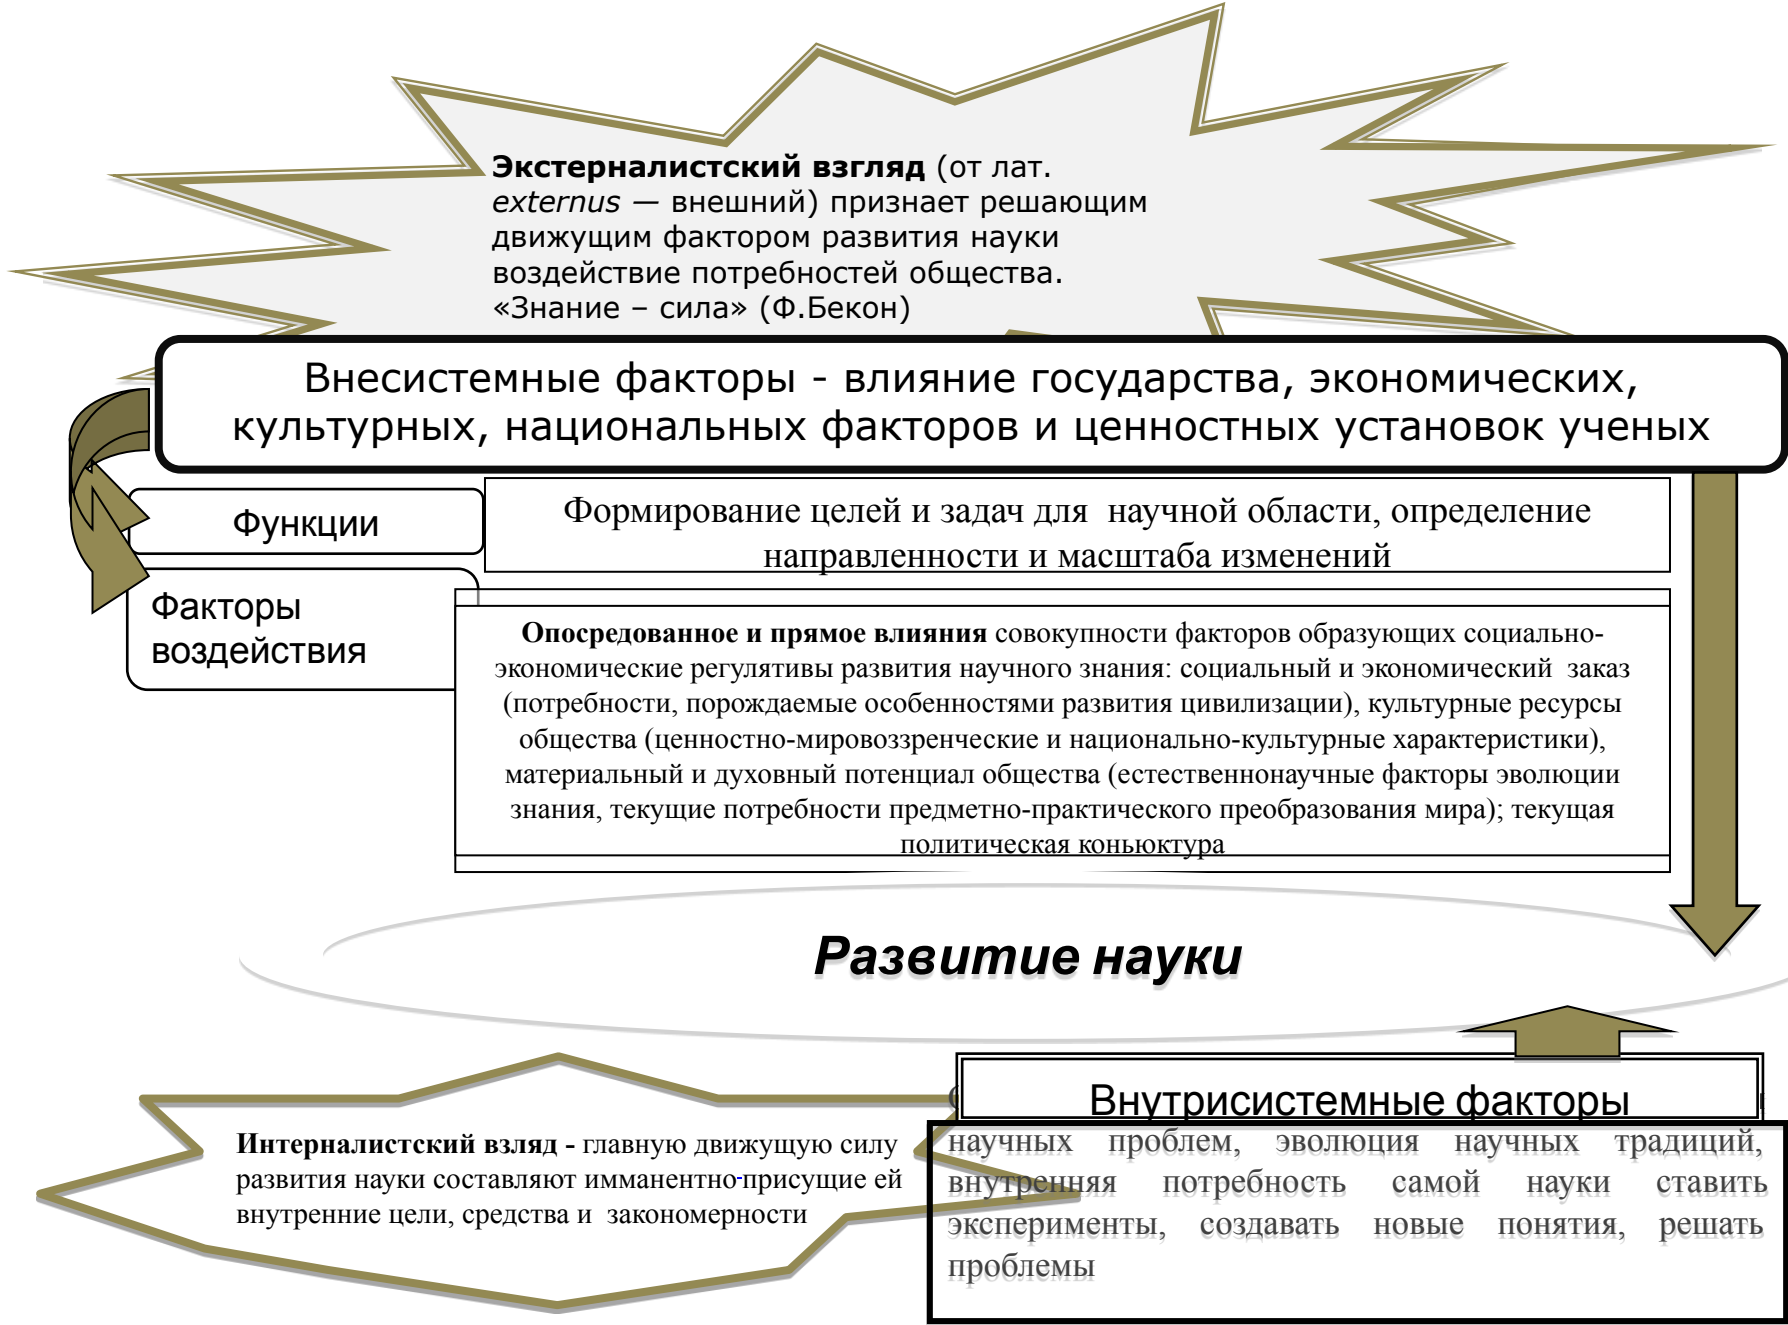 Экстерналистский взгляд (от лат.
externus — внешний) признает решающим
движущим фактором развития науки
воздействие потребностей общества.
«Знание – сила» (Ф.Бекон)
Внесистемные факторы - влияние государства, экономических,
культурных, национальных факторов и ценностных установок ученых
Функции
Формирование целей и задач для научной области, определение
направленности и масштаба изменений
Факторы
воздействия
Опосредованное и прямое влияния совокупности факторов образующих социально-
экономические регулятивы развития научного знания: социальный и экономический заказ
(потребности, порождаемые особенностями развития цивилизации), культурные ресурсы
общества (ценностно-мировоззренческие и национально-культурные характеристики),
материальный и духовный потенциал общества (естественнонаучные факторы эволюции
знания, текущие потребности предметно-практического преобразования мира); текущая
политическая коньюктура
Развитие науки
Интерналистский взляд - главную движущую силу
развития науки составляют имманентно-присущие ей
внутренние цели, средства и закономерности
Внутрисистемные факторы
научных проблем, эволюция научных традиций,
внутренняя потребность самой науки ставить
эксперименты, создавать новые понятия, решать
проблемы